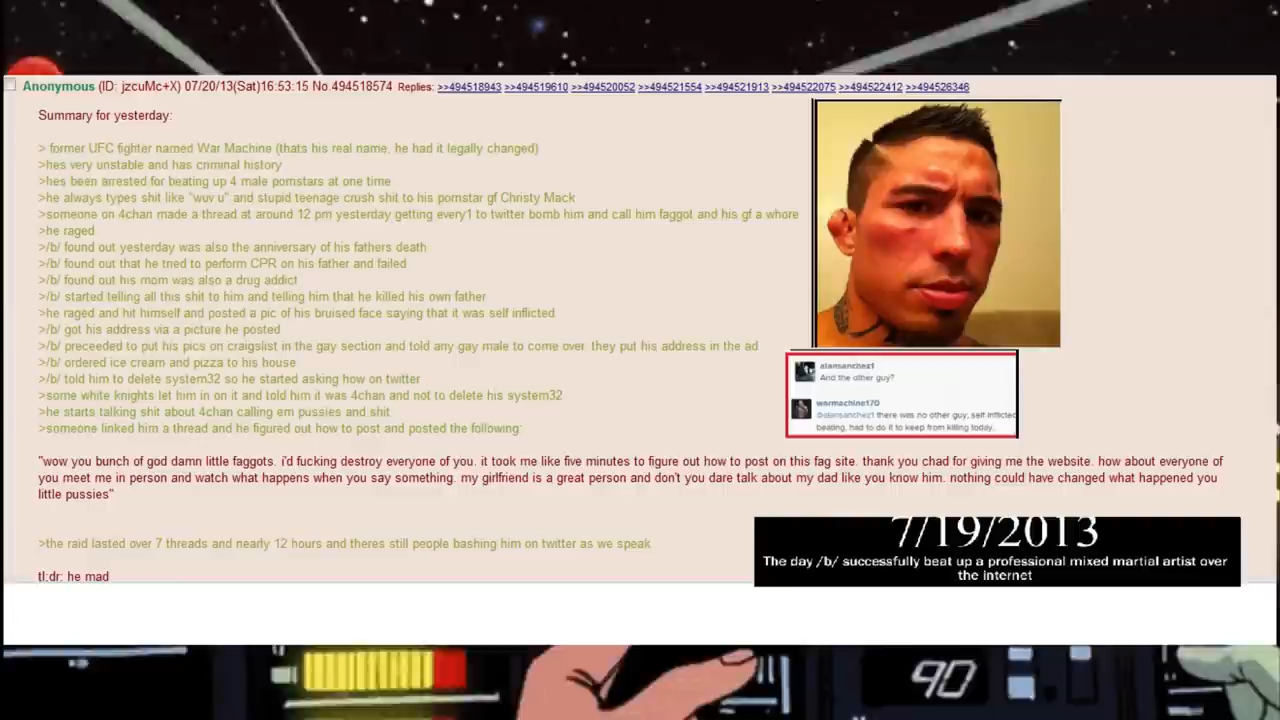 Anonymous (ID: jzcuMc+X) 07/20/13(Sat)16:53:15 No.494518574 Replies: >>494518943 >>494519610 >>494520052 >>494521554 >>494521913 >>494522075 >>494522412 >>494526346
Summary for yesterday:
> former UFC fighter named War Machine (thats his real name, he had it legally changed)
>hes very unstable and has criminal history
>hes been arrested for beating up 4 male pornstars at one time
>he always types shit like "wuv u" and stupid teenage crush shit to his pornstar gf Christy Mack
>someone on 4chan made a thread at around 12 pm yesterday getting every1 to twitter bomb him and call him faggot and his gf a whore
>he raged
>/b/ found out yesterday was also the anniversary of his fathers death
>/b/ found out that he tried to perform CPR on his father and failed
>/b/ found out his mom was also a drug addict
>/b/ started telling all this shit to him and telling him that he killed his own father
>he raged and hit himself and posted a pic of his bruised face saying that it was self inflicted
>/b/ got his address via a picture he posted
>/b/ preceeded to put his pics on craigslist in the gay section and told any gay male to come over. they put his address in the ad
>/b/ ordered ice cream and pizza to his house
>/b/ told him to delete system32 so he started asking how on twitter
>some white knights let him in on it and told him it was 4chan and not to delete his system32
>he starts talking shit about 4chan calling em pussies and shit
>someone linked him a thread and he figured out how to post and posted the following:
"wow you bunch of god damn little faggots. i'd fucking destroy everyone of you. it took me like five minutes to figure out how to post on this fag site. thank you chad for giving me the website. how about everyone of
you meet me in person and watch what happens when you say something. my girlfriend is a great person and don't you dare talk about my dad like you know him. nothing could have changed what happened you
little pussies"
>the raid lasted over 7 threads and nearly 12 hours and theres still people bashing him on twitter as we speak
tl;dr: he mad
alansanchez1
And the other guy?
warmachine170
@alansanchez1 there was no other guy, self inflicted
beating, had to do it to keep from killing today..
7/19/2013
The day /b/ successfully beat up a professional mixed martial artist over
the internet
90